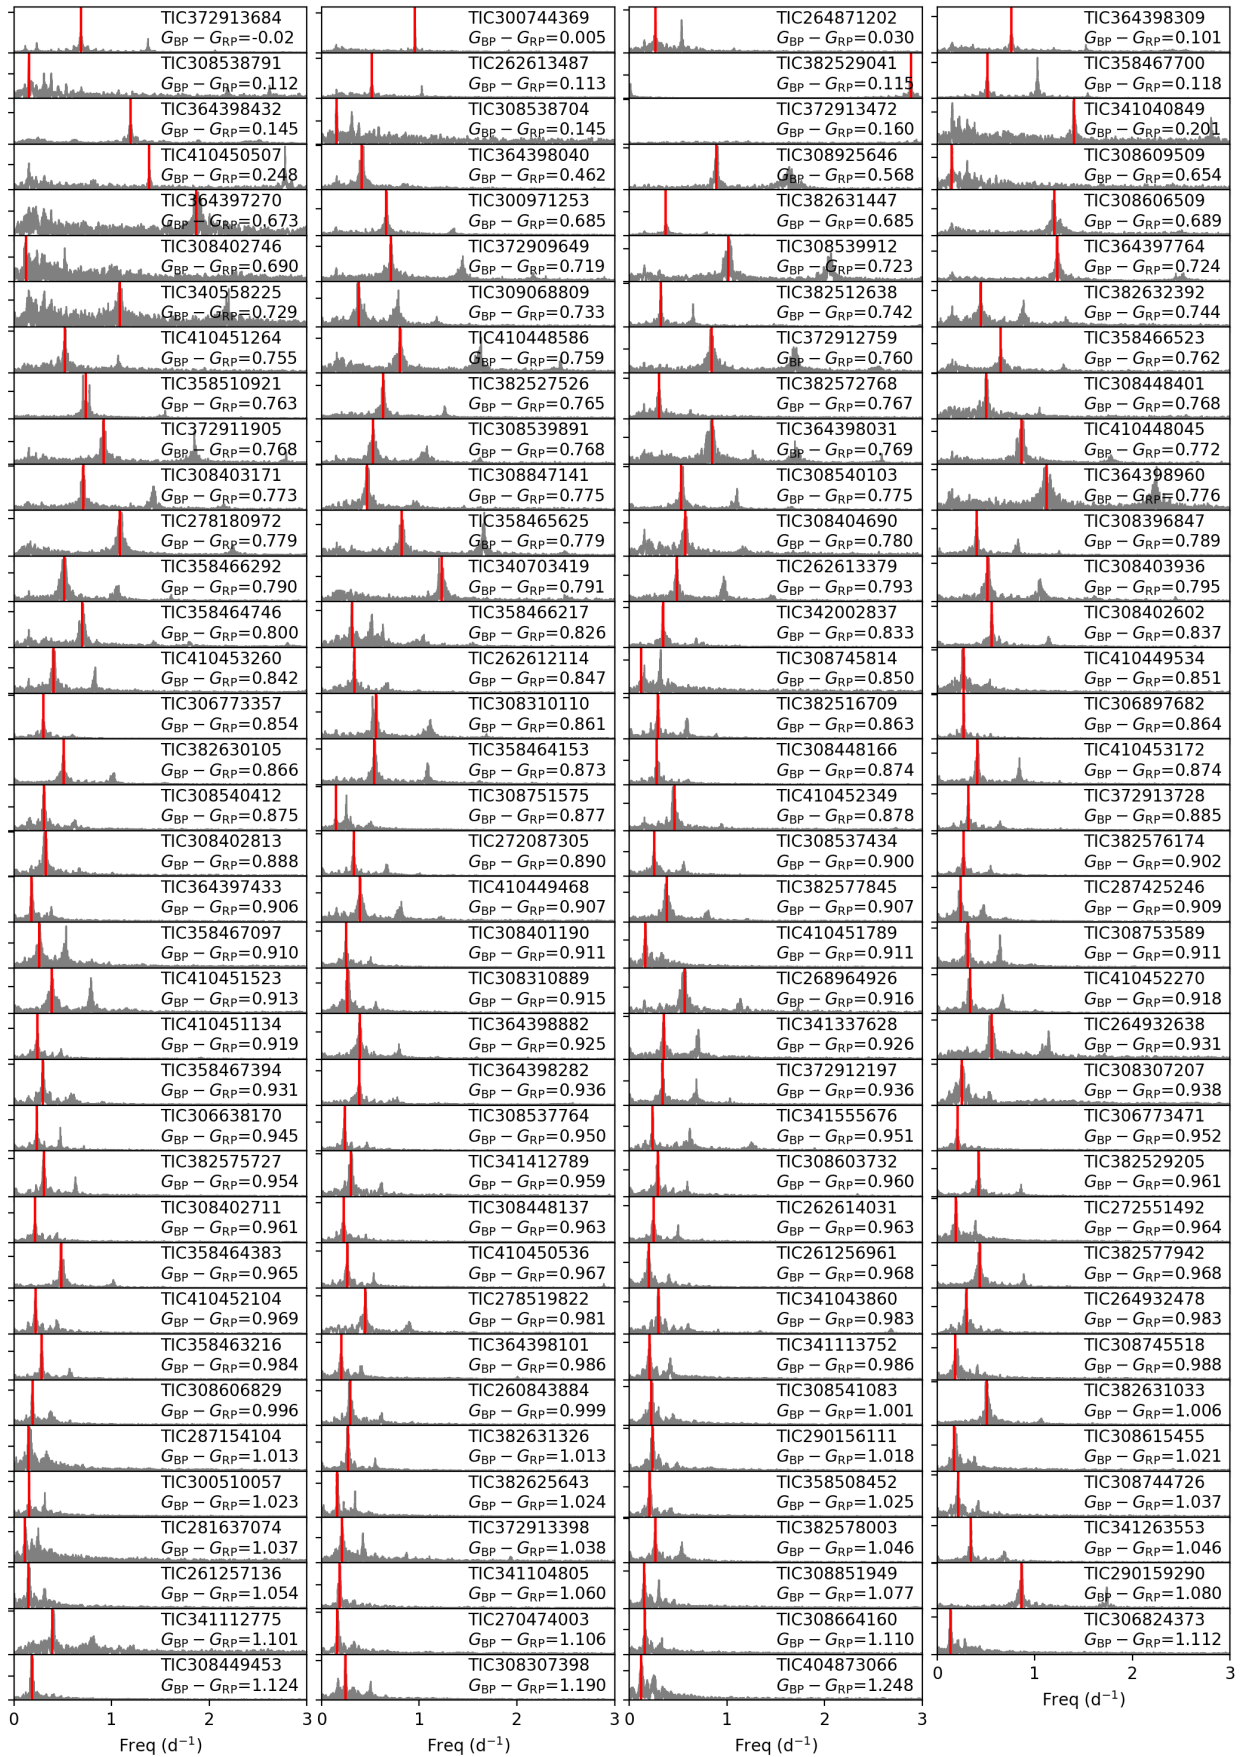 TIC372913684
G_BP − G_RP=-0.02
TIC300744369
G_BP − G_RP=0.005
TIC264871202
G_BP − G_RP=0.030
TIC364398309
G_BP − G_RP=0.101
TIC308538791
G_BP − G_RP=0.112
TIC262613487
G_BP − G_RP=0.113
TIC382529041
G_BP − G_RP=0.115
TIC358467700
G_BP − G_RP=0.118
TIC364398432
G_BP − G_RP=0.145
TIC308538704
G_BP − G_RP=0.145
TIC372913472
G_BP − G_RP=0.160
TIC341040849
G_BP − G_RP=0.201
TIC410450507
G_BP − G_RP=0.248
TIC364398040
G_BP − G_RP=0.462
TIC308925646
G_BP − G_RP=0.568
TIC308609509
G_BP − G_RP=0.654
TIC364397270
G_BP − G_RP=0.673
TIC300971253
G_BP − G_RP=0.685
TIC382631447
G_BP − G_RP=0.685
TIC308606509
G_BP − G_RP=0.689
TIC308402746
G_BP − G_RP=0.690
TIC372909649
G_BP − G_RP=0.719
TIC308539912
G_BP − G_RP=0.723
TIC364397764
G_BP − G_RP=0.724
TIC340558225
G_BP − G_RP=0.729
TIC309068809
G_BP − G_RP=0.733
TIC382512638
G_BP − G_RP=0.742
TIC382632392
G_BP − G_RP=0.744
TIC410451264
G_BP − G_RP=0.755
TIC410448586
G_BP − G_RP=0.759
TIC372912759
G_BP − G_RP=0.760
TIC358466523
G_BP − G_RP=0.762
TIC358510921
G_BP − G_RP=0.763
TIC382527526
G_BP − G_RP=0.765
TIC382572768
G_BP − G_RP=0.767
TIC308448401
G_BP − G_RP=0.768
TIC372911905
G_BP − G_RP=0.768
TIC308539891
G_BP − G_RP=0.768
TIC364398031
G_BP − G_RP=0.769
TIC410448045
G_BP − G_RP=0.772
TIC308403171
G_BP − G_RP=0.773
TIC308847141
G_BP − G_RP=0.775
TIC308540103
G_BP − G_RP=0.775
TIC364398960
G_BP − G_RP=0.776
TIC278180972
G_BP − G_RP=0.779
TIC358465625
G_BP − G_RP=0.779
TIC308404690
G_BP − G_RP=0.780
TIC308396847
G_BP − G_RP=0.789
TIC358466292
G_BP − G_RP=0.790
TIC340703419
G_BP − G_RP=0.791
TIC262613379
G_BP − G_RP=0.793
TIC308403936
G_BP − G_RP=0.795
TIC358464746
G_BP − G_RP=0.800
TIC358466217
G_BP − G_RP=0.826
TIC342002837
G_BP − G_RP=0.833
TIC308402602
G_BP − G_RP=0.837
TIC410453260
G_BP − G_RP=0.842
TIC262612114
G_BP − G_RP=0.847
TIC308745814
G_BP − G_RP=0.850
TIC410449534
G_BP − G_RP=0.851
TIC306773357
G_BP − G_RP=0.854
TIC308310110
G_BP − G_RP=0.861
TIC382516709
G_BP − G_RP=0.863
TIC306897682
G_BP − G_RP=0.864
TIC382630105
G_BP − G_RP=0.866
TIC358464153
G_BP − G_RP=0.873
TIC308448166
G_BP − G_RP=0.874
TIC410453172
G_BP − G_RP=0.874
TIC308540412
G_BP − G_RP=0.875
TIC308751575
G_BP − G_RP=0.877
TIC410452349
G_BP − G_RP=0.878
TIC372913728
G_BP − G_RP=0.885
TIC308402813
G_BP − G_RP=0.888
TIC272087305
G_BP − G_RP=0.890
TIC308537434
G_BP − G_RP=0.900
TIC382576174
G_BP − G_RP=0.902
TIC364397433
G_BP − G_RP=0.906
TIC410449468
G_BP − G_RP=0.907
TIC382577845
G_BP − G_RP=0.907
TIC287425246
G_BP − G_RP=0.909
TIC358467097
G_BP − G_RP=0.910
TIC308401190
G_BP − G_RP=0.911
TIC410451789
G_BP − G_RP=0.911
TIC308753589
G_BP − G_RP=0.911
TIC410451523
G_BP − G_RP=0.913
TIC308310889
G_BP − G_RP=0.915
TIC268964926
G_BP − G_RP=0.916
TIC410452270
G_BP − G_RP=0.918
TIC410451134
G_BP − G_RP=0.919
TIC364398882
G_BP − G_RP=0.925
TIC341337628
G_BP − G_RP=0.926
TIC264932638
G_BP − G_RP=0.931
TIC358467394
G_BP − G_RP=0.931
TIC364398282
G_BP − G_RP=0.936
TIC372912197
G_BP − G_RP=0.936
TIC308307207
G_BP − G_RP=0.938
TIC306638170
G_BP − G_RP=0.945
TIC308537764
G_BP − G_RP=0.950
TIC341555676
G_BP − G_RP=0.951
TIC306773471
G_BP − G_RP=0.952
TIC382575727
G_BP − G_RP=0.954
TIC341412789
G_BP − G_RP=0.959
TIC308603732
G_BP − G_RP=0.960
TIC382529205
G_BP − G_RP=0.961
TIC308402711
G_BP − G_RP=0.961
TIC308448137
G_BP − G_RP=0.963
TIC262614031
G_BP − G_RP=0.963
TIC272551492
G_BP − G_RP=0.964
TIC358464383
G_BP − G_RP=0.965
TIC410450536
G_BP − G_RP=0.967
TIC261256961
G_BP − G_RP=0.968
TIC382577942
G_BP − G_RP=0.968
TIC410452104
G_BP − G_RP=0.969
TIC278519822
G_BP − G_RP=0.981
TIC341043860
G_BP − G_RP=0.983
TIC264932478
G_BP − G_RP=0.983
TIC358463216
G_BP − G_RP=0.984
TIC364398101
G_BP − G_RP=0.986
TIC341113752
G_BP − G_RP=0.986
TIC308745518
G_BP − G_RP=0.988
TIC308606829
G_BP − G_RP=0.996
TIC260843884
G_BP − G_RP=0.999
TIC308541083
G_BP − G_RP=1.001
TIC382631033
G_BP − G_RP=1.006
TIC287154104
G_BP − G_RP=1.013
TIC382631326
G_BP − G_RP=1.013
TIC290156111
G_BP − G_RP=1.018
TIC308615455
G_BP − G_RP=1.021
TIC300510057
G_BP − G_RP=1.023
TIC382625643
G_BP − G_RP=1.024
TIC358508452
G_BP − G_RP=1.025
TIC308744726
G_BP − G_RP=1.037
TIC281637074
G_BP − G_RP=1.037
TIC372913398
G_BP − G_RP=1.038
TIC382578003
G_BP − G_RP=1.046
TIC341263553
G_BP − G_RP=1.046
TIC261257136
G_BP − G_RP=1.054
TIC341104805
G_BP − G_RP=1.060
TIC308851949
G_BP − G_RP=1.077
TIC290159290
G_BP − G_RP=1.080
TIC341112775
G_BP − G_RP=1.101
TIC270474003
G_BP − G_RP=1.106
TIC308664160
G_BP − G_RP=1.110
TIC306824373
G_BP − G_RP=1.112
TIC308449453
G_BP − G_RP=1.124
TIC308307398
G_BP − G_RP=1.190
TIC404873066
G_BP − G_RP=1.248
0 1 2 3
Freq (d⁻¹)
0 1 2 3
Freq (d⁻¹)
0 1 2 3
Freq (d⁻¹)
0 1 2 3
Freq (d⁻¹)